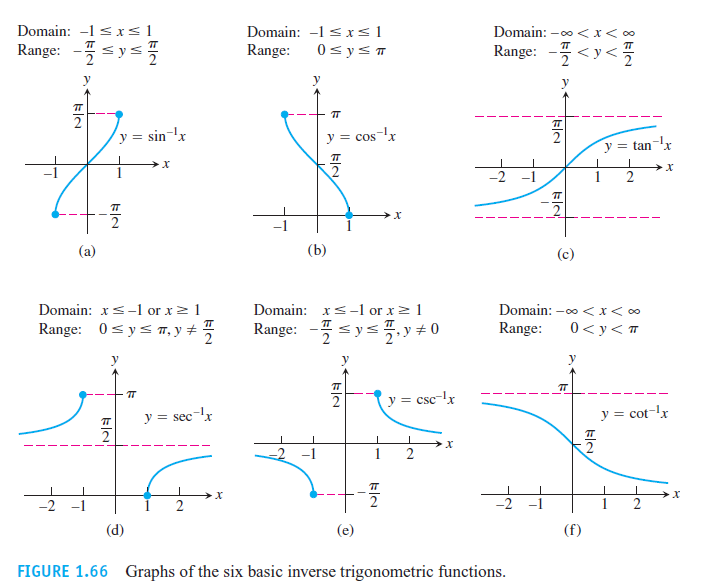 Domain: −1 ≤ x ≤ 1
Range: −π/2 ≤ y ≤ π/2
y
π/2
y = sin⁻¹x
x
−1
1
−π/2
(a)
Domain: −1 ≤ x ≤ 1
Range: 0 ≤ y ≤ π
y
π
y = cos⁻¹x
π/2
x
−1
1
(b)
Domain: −∞ < x < ∞
Range: −π/2 < y < π/2
y
π/2
y = tan⁻¹x
x
−2 −1 1 2
−π/2
(c)
Domain: x ≤ −1 or x ≥ 1
Range: 0 ≤ y ≤ π, y ≠ π/2
y
π
y = sec⁻¹x
π/2
x
−2 −1 1 2
(d)
Domain: x ≤ −1 or x ≥ 1
Range: −π/2 ≤ y ≤ π/2, y ≠ 0
y
π/2
y = csc⁻¹x
x
−2 −1 1 2
−π/2
(e)
Domain: −∞ < x < ∞
Range: 0 < y < π
y
π
y = cot⁻¹x
π/2
x
−2 −1 1 2
(f)
FIGURE 1.66 Graphs of the six basic inverse trigonometric functions.